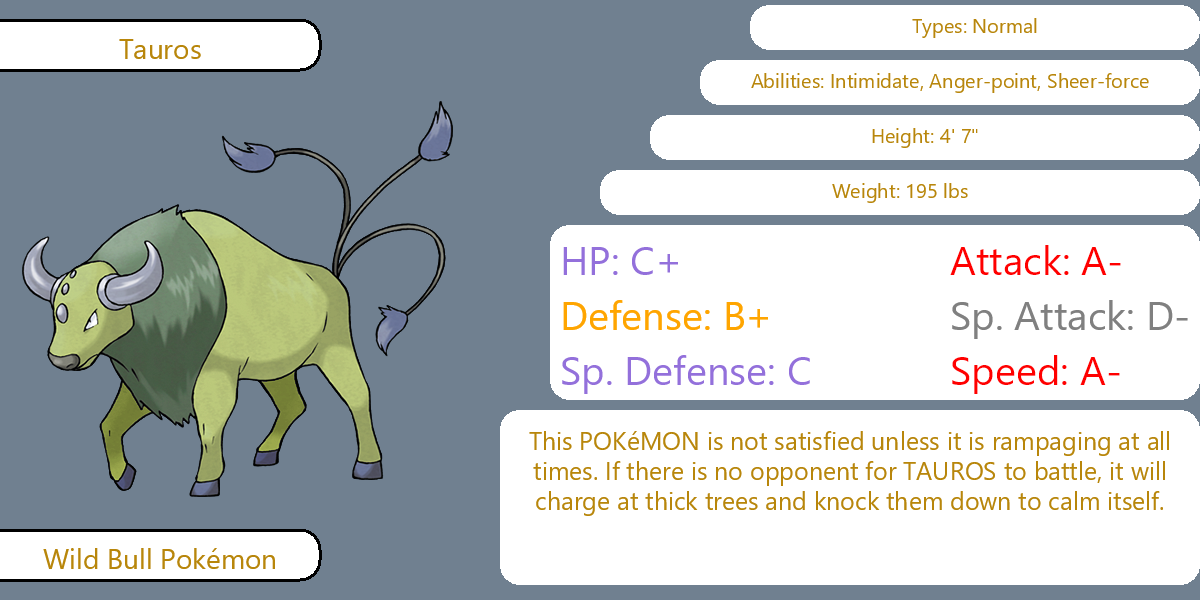 Tauros
Types: Normal
Abilities: Intimidate, Anger-point, Sheer-force
Height: 4' 7"
Weight: 195 lbs
HP: C+
Attack: A-
Defense: B+
Sp. Attack: D-
Sp. Defense: C
Speed: A-
This POKéMON is not satisfied unless it is rampaging at all
times. If there is no opponent for TAUROS to battle, it will
charge at thick trees and knock them down to calm itself.
Wild Bull Pokémon